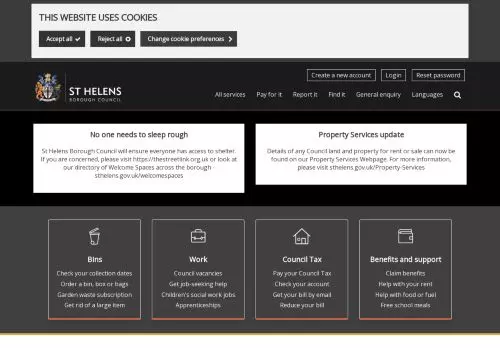 THIS WEBSITE USES COOKIES
Accept all
Reject all
Change cookie preferences
Create a new account
Login
Reset password
ST HELENS
BOROUGH COUNCIL
All services
Pay for it
Report it
Find it
General enquiry
Languages
No one needs to sleep rough
St Helens Borough Council will ensure everyone has access to shelter.
If you are concerned, please visit https://thestreetlink.org.uk or look at
our directory of Welcome Spaces across the borough -
sthelens.gov.uk/welcomespaces
Property Services update
Details of any Council land and property for rent or sale can now be
found on our Property Services Webpage. For more information,
please visit sthelens.gov.uk/Property-Services
Bins
Check your collection dates
Order a bin, box or bags
Garden waste subscription
Get rid of a large item
Work
Council vacancies
Get job-seeking help
Children's social work jobs
Apprenticeships
Council Tax
Pay your Council Tax
Check your account
Get your bill by email
Reduce your bill
Benefits and support
Claim benefits
Help with your rent
Help with food or fuel
Free school meals